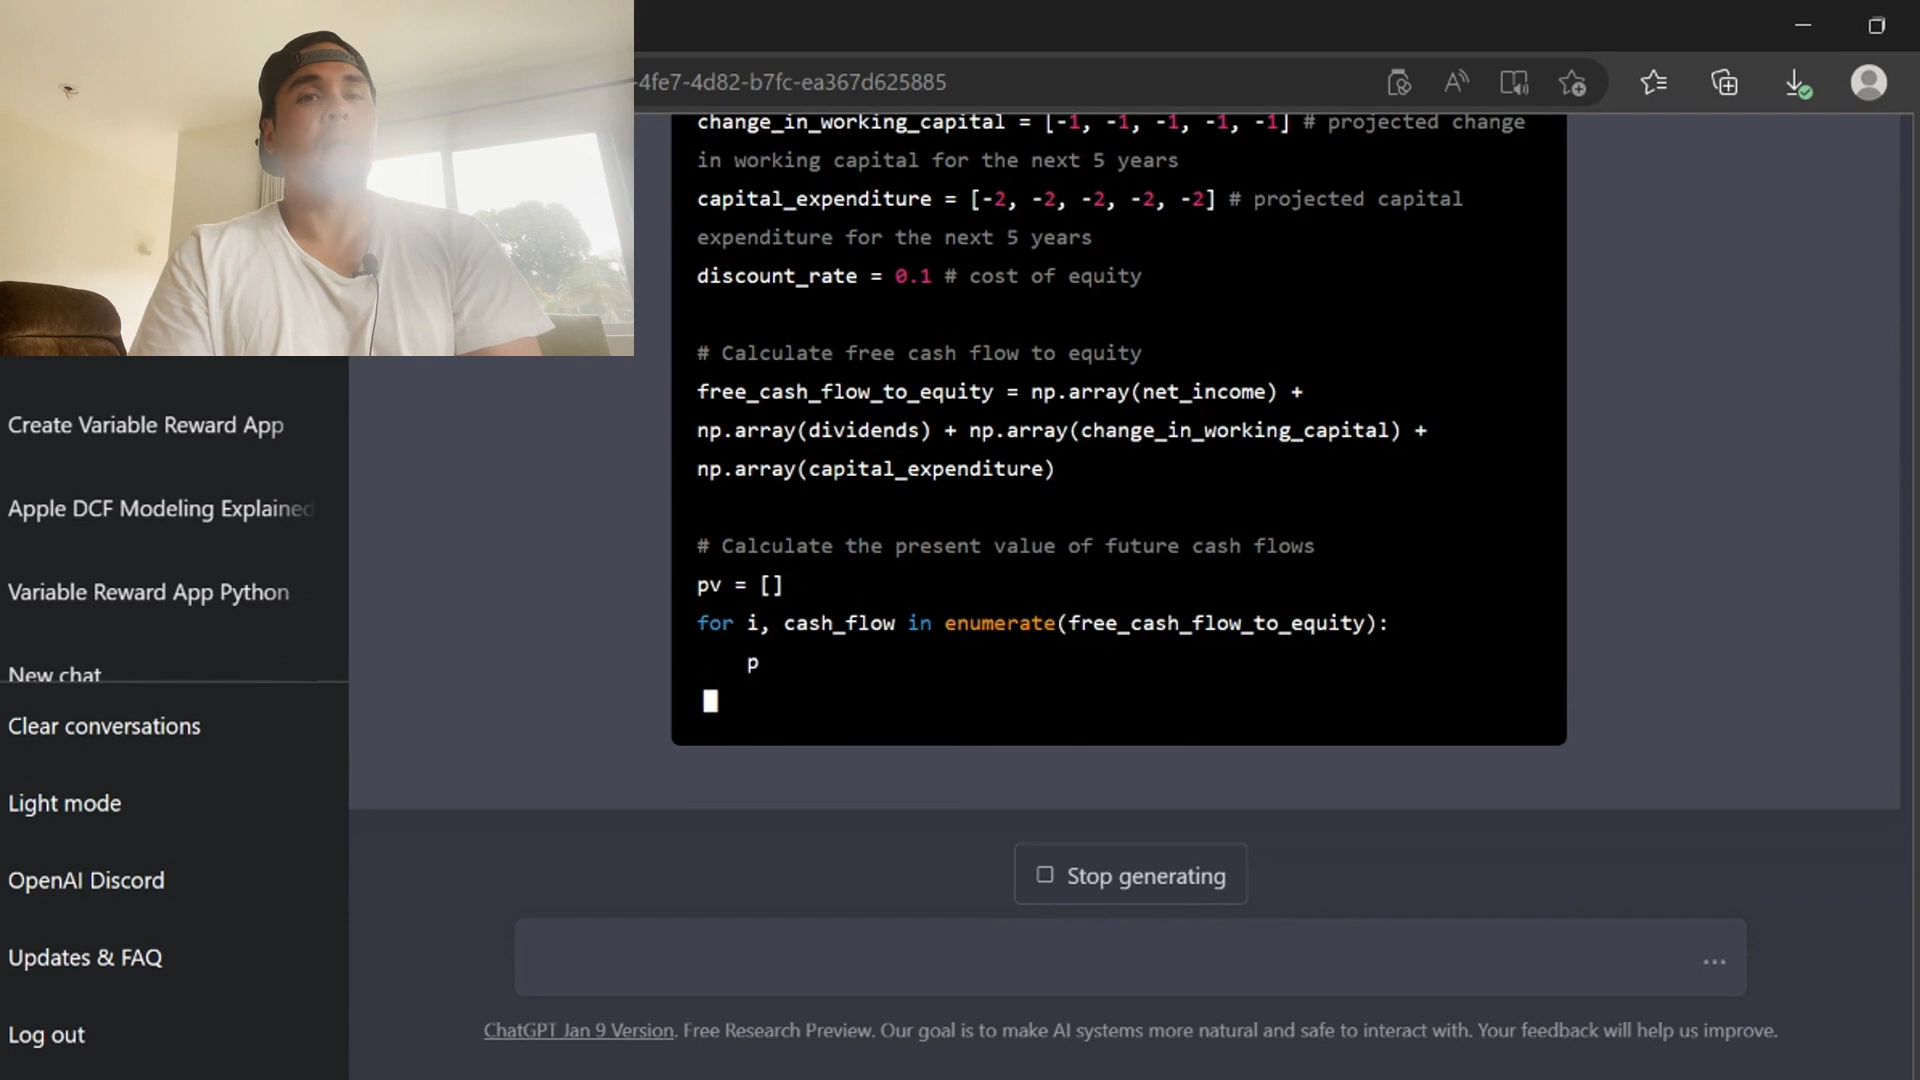 -4fe7-4d82-b7fc-ea367d625885
change_in_working_capital = [-1, -1, -1, -1, -1] # projected change
in working capital for the next 5 years
capital_expenditure = [-2, -2, -2, -2, -2] # projected capital
expenditure for the next 5 years
discount_rate = 0.1 # cost of equity
# Calculate free cash flow to equity
free_cash_flow_to_equity = np.array(net_income) +
np.array(dividends) + np.array(change_in_working_capital) +
np.array(capital_expenditure)
# Calculate the present value of future cash flows
pv = []
for i, cash_flow in enumerate(free_cash_flow_to_equity):
p
Create Variable Reward App
Apple DCF Modeling Explained
Variable Reward App Python
New chat
Clear conversations
Light mode
OpenAI Discord
Updates & FAQ
Log out
Stop generating
ChatGPT Jan 9 Version. Free Research Preview. Our goal is to make AI systems more natural and safe to interact with. Your feedback will help us improve.